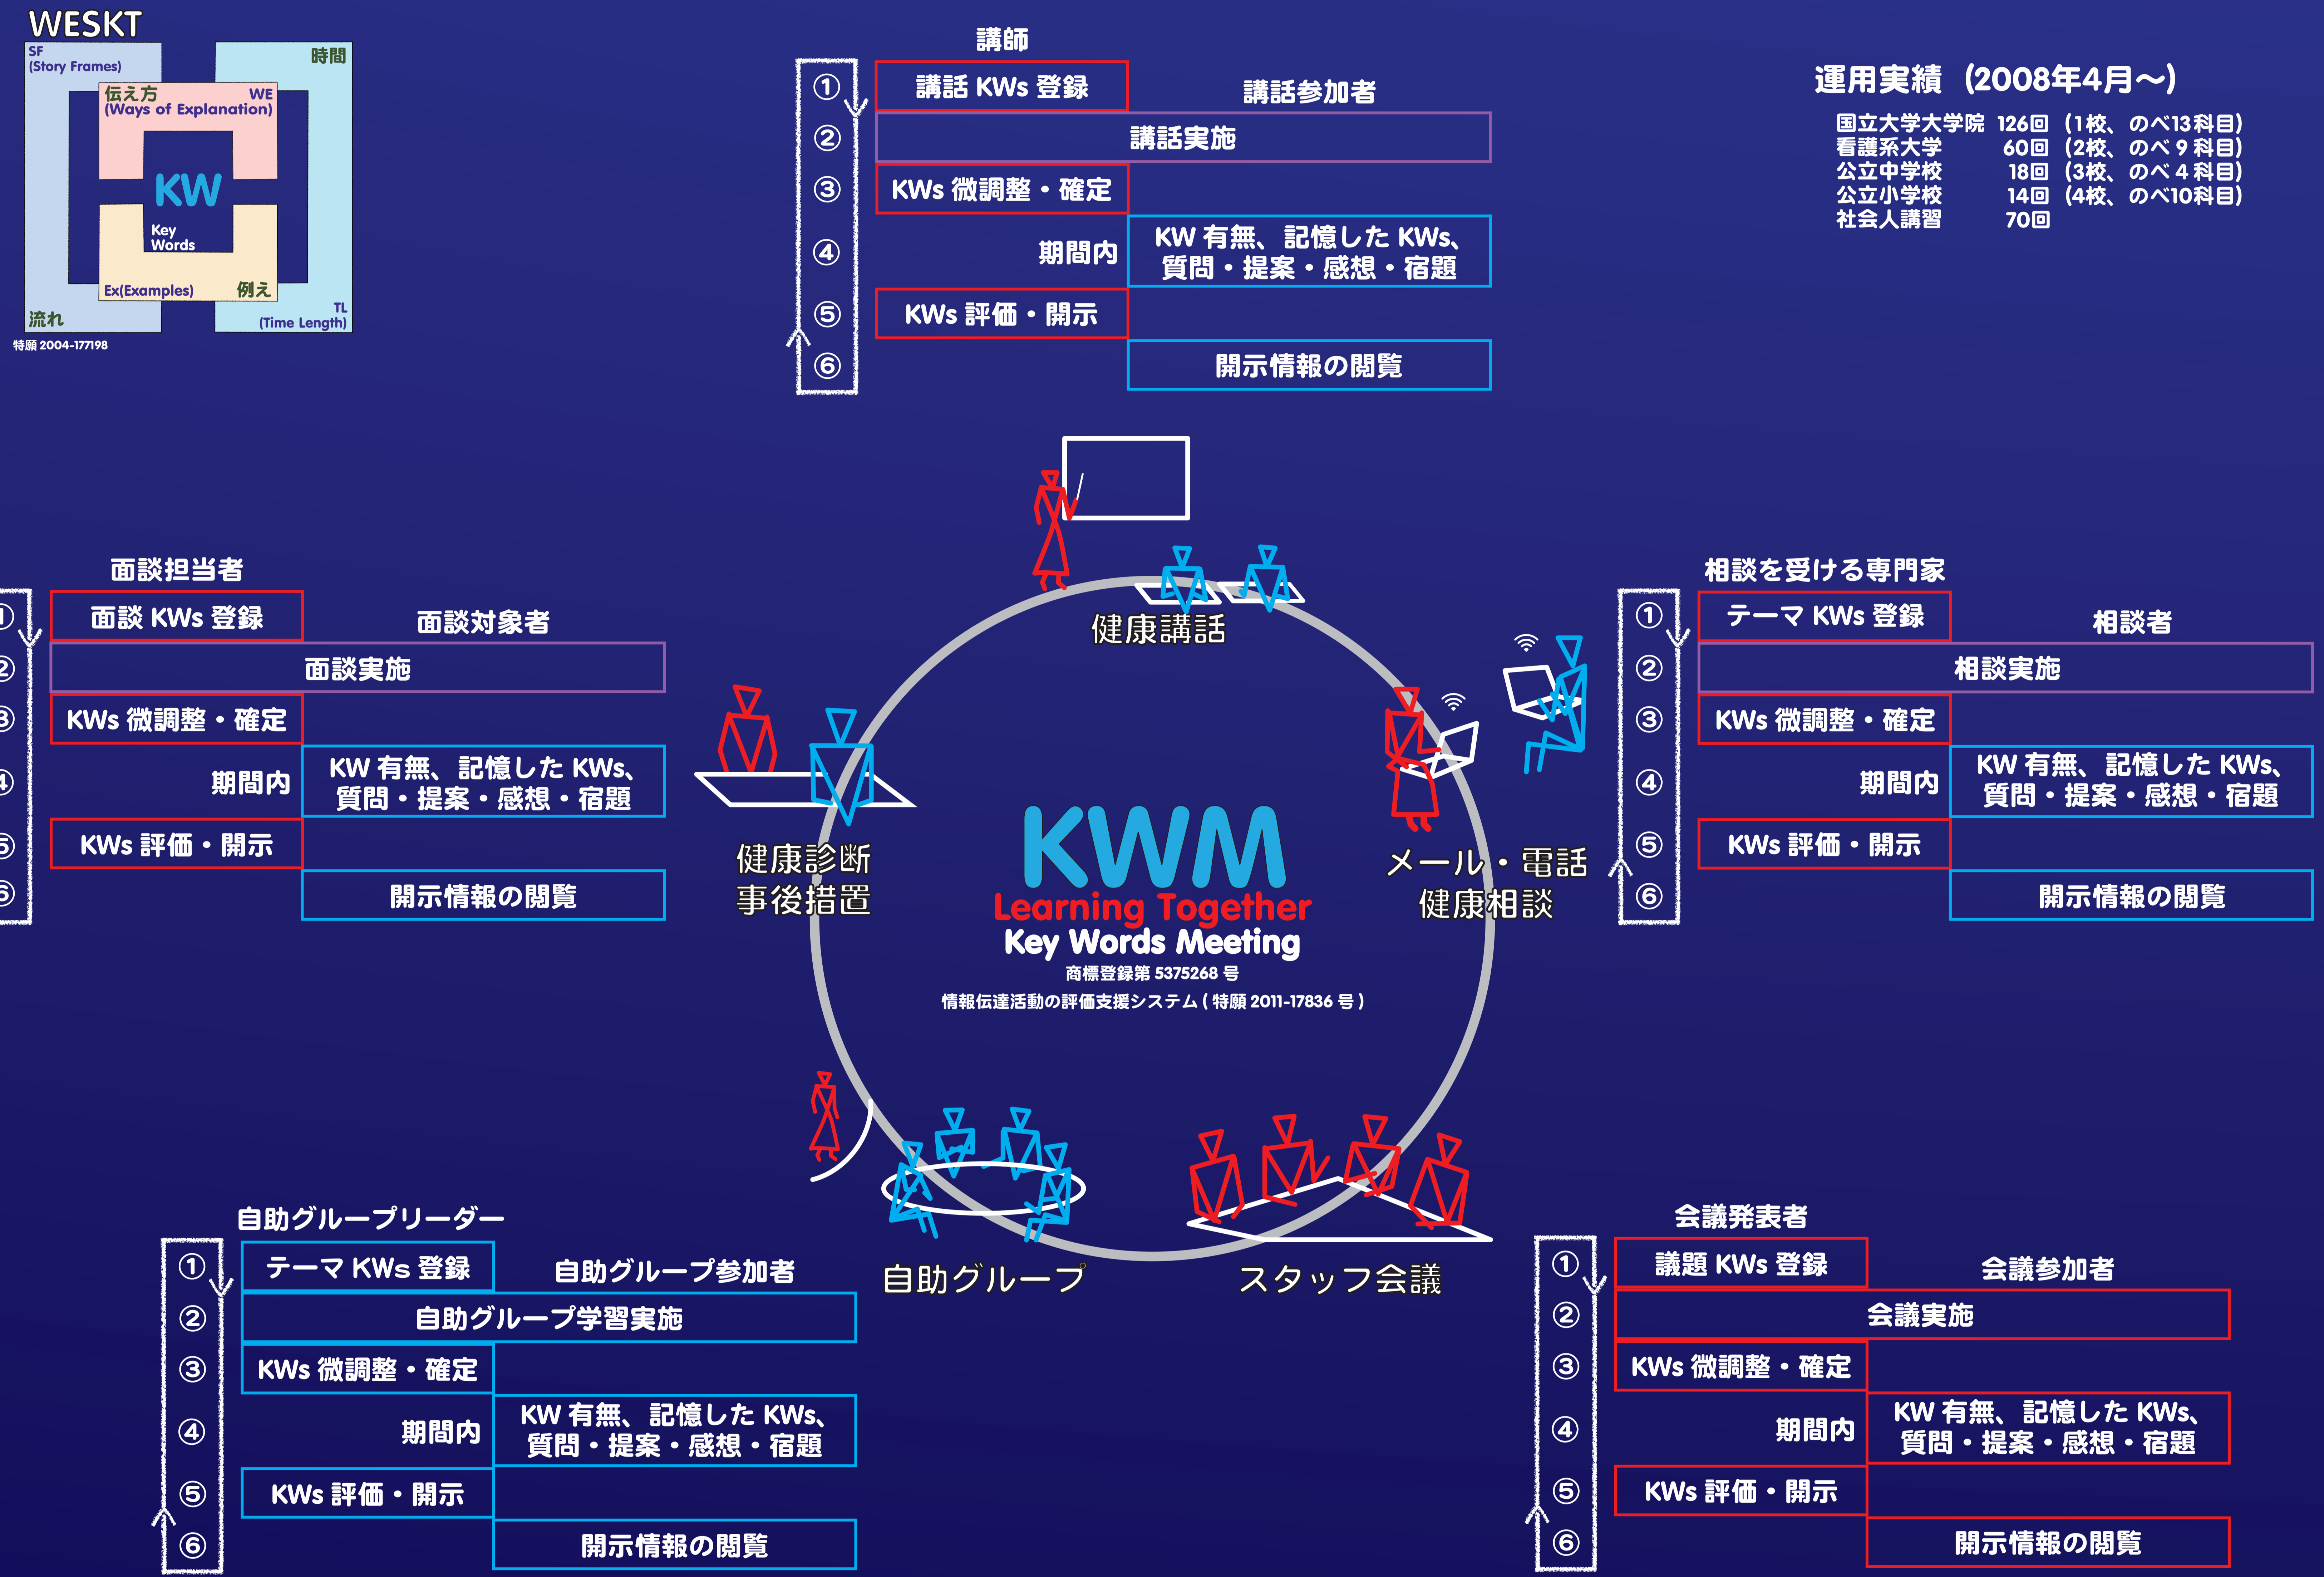 WESKT
SF
(Story Frames)
時間
伝え方 WE
(Ways of Explanation)
KW
Key
Words
Ex(Examples) 例え
流れ
TL
(Time Length)
特願 2004-177198
講師
① 講話 KWs 登録 講話参加者
② 講話実施
③ KWs 微調整・確定
④ 期間内 KW 有無、記憶した KWs、
質問・提案・感想・宿題
⑤ KWs 評価・開示
⑥ 開示情報の閲覧
運用実績 (2008年4月〜)
国立大学大学院 126回 (1校、のべ13科目)
看護系大学 60回 (2校、のべ 9 科目)
公立中学校 18回 (3校、のべ 4 科目)
公立小学校 14回 (4校、のべ10科目)
社会人講習 70回
面談担当者
① 面談 KWs 登録 面談対象者
② 面談実施
③ KWs 微調整・確定
④ 期間内 KW 有無、記憶した KWs、
質問・提案・感想・宿題
⑤ KWs 評価・開示
⑥ 開示情報の閲覧
相談を受ける専門家
① テーマ KWs 登録 相談者
② 相談実施
③ KWs 微調整・確定
④ 期間内 KW 有無、記憶した KWs、
質問・提案・感想・宿題
⑤ KWs 評価・開示
⑥ 開示情報の閲覧
健康講話
健康診断
事後措置
メール・電話
健康相談
KWM
Learning Together
Key Words Meeting
商標登録第 5375268 号
情報伝達活動の評価支援システム ( 特願 2011-17836 号 )
自助グループ
スタッフ会議
自助グループリーダー
① テーマ KWs 登録 自助グループ参加者
② 自助グループ学習実施
③ KWs 微調整・確定
④ 期間内 KW 有無、記憶した KWs、
質問・提案・感想・宿題
⑤ KWs 評価・開示
⑥ 開示情報の閲覧
会議発表者
① 議題 KWs 登録 会議参加者
② 会議実施
③ KWs 微調整・確定
④ 期間内 KW 有無、記憶した KWs、
質問・提案・感想・宿題
⑤ KWs 評価・開示
⑥ 開示情報の閲覧